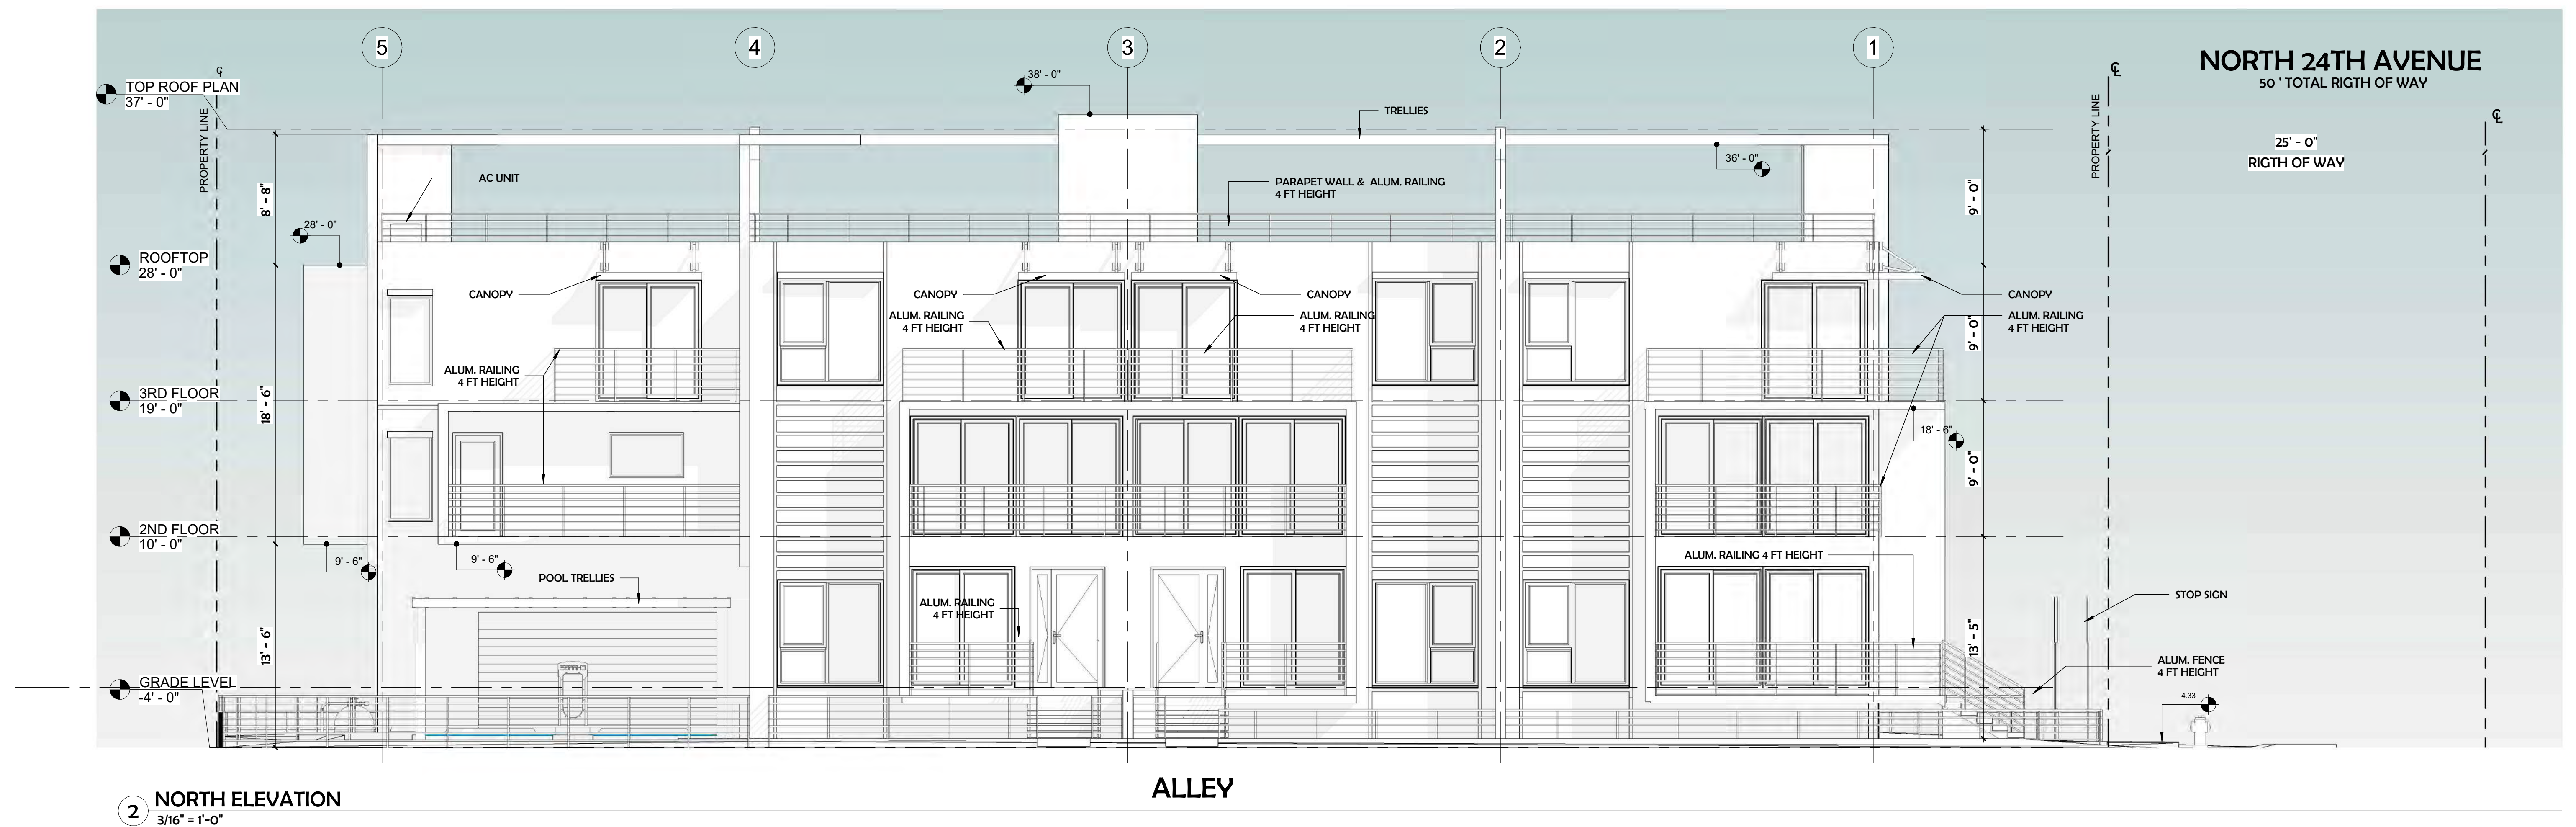 5
4
3
2
1
NORTH 24TH AVENUE
50 ' TOTAL RIGTH OF WAY
TOP ROOF PLAN
37' - 0"
38' - 0"
TRELLIES
PROPERTY LINE
PROPERTY LINE
25' - 0"
RIGTH OF WAY
36' - 0"
AC UNIT
PARAPET WALL & ALUM. RAILING
4 FT HEIGHT
8' - 8"
9' - 0"
28' - 0"
ROOFTOP
28' - 0"
CANOPY
CANOPY
CANOPY
CANOPY
ALUM. RAILING
4 FT HEIGHT
ALUM. RAILING
4 FT HEIGHT
ALUM. RAILING
4 FT HEIGHT
9' - 0"
ALUM. RAILING
4 FT HEIGHT
3RD FLOOR
19' - 0"
18' - 6"
18' - 6"
9' - 0"
2ND FLOOR
10' - 0"
9' - 6"
9' - 6"
ALUM. RAILING 4 FT HEIGHT
POOL TRELLIES
ALUM. RAILING
4 FT HEIGHT
STOP SIGN
13' - 6"
13' - 5"
ALUM. FENCE
4 FT HEIGHT
GRADE LEVEL
-4' - 0"
4.33
ALLEY
2
NORTH ELEVATION
3/16" = 1'-0"